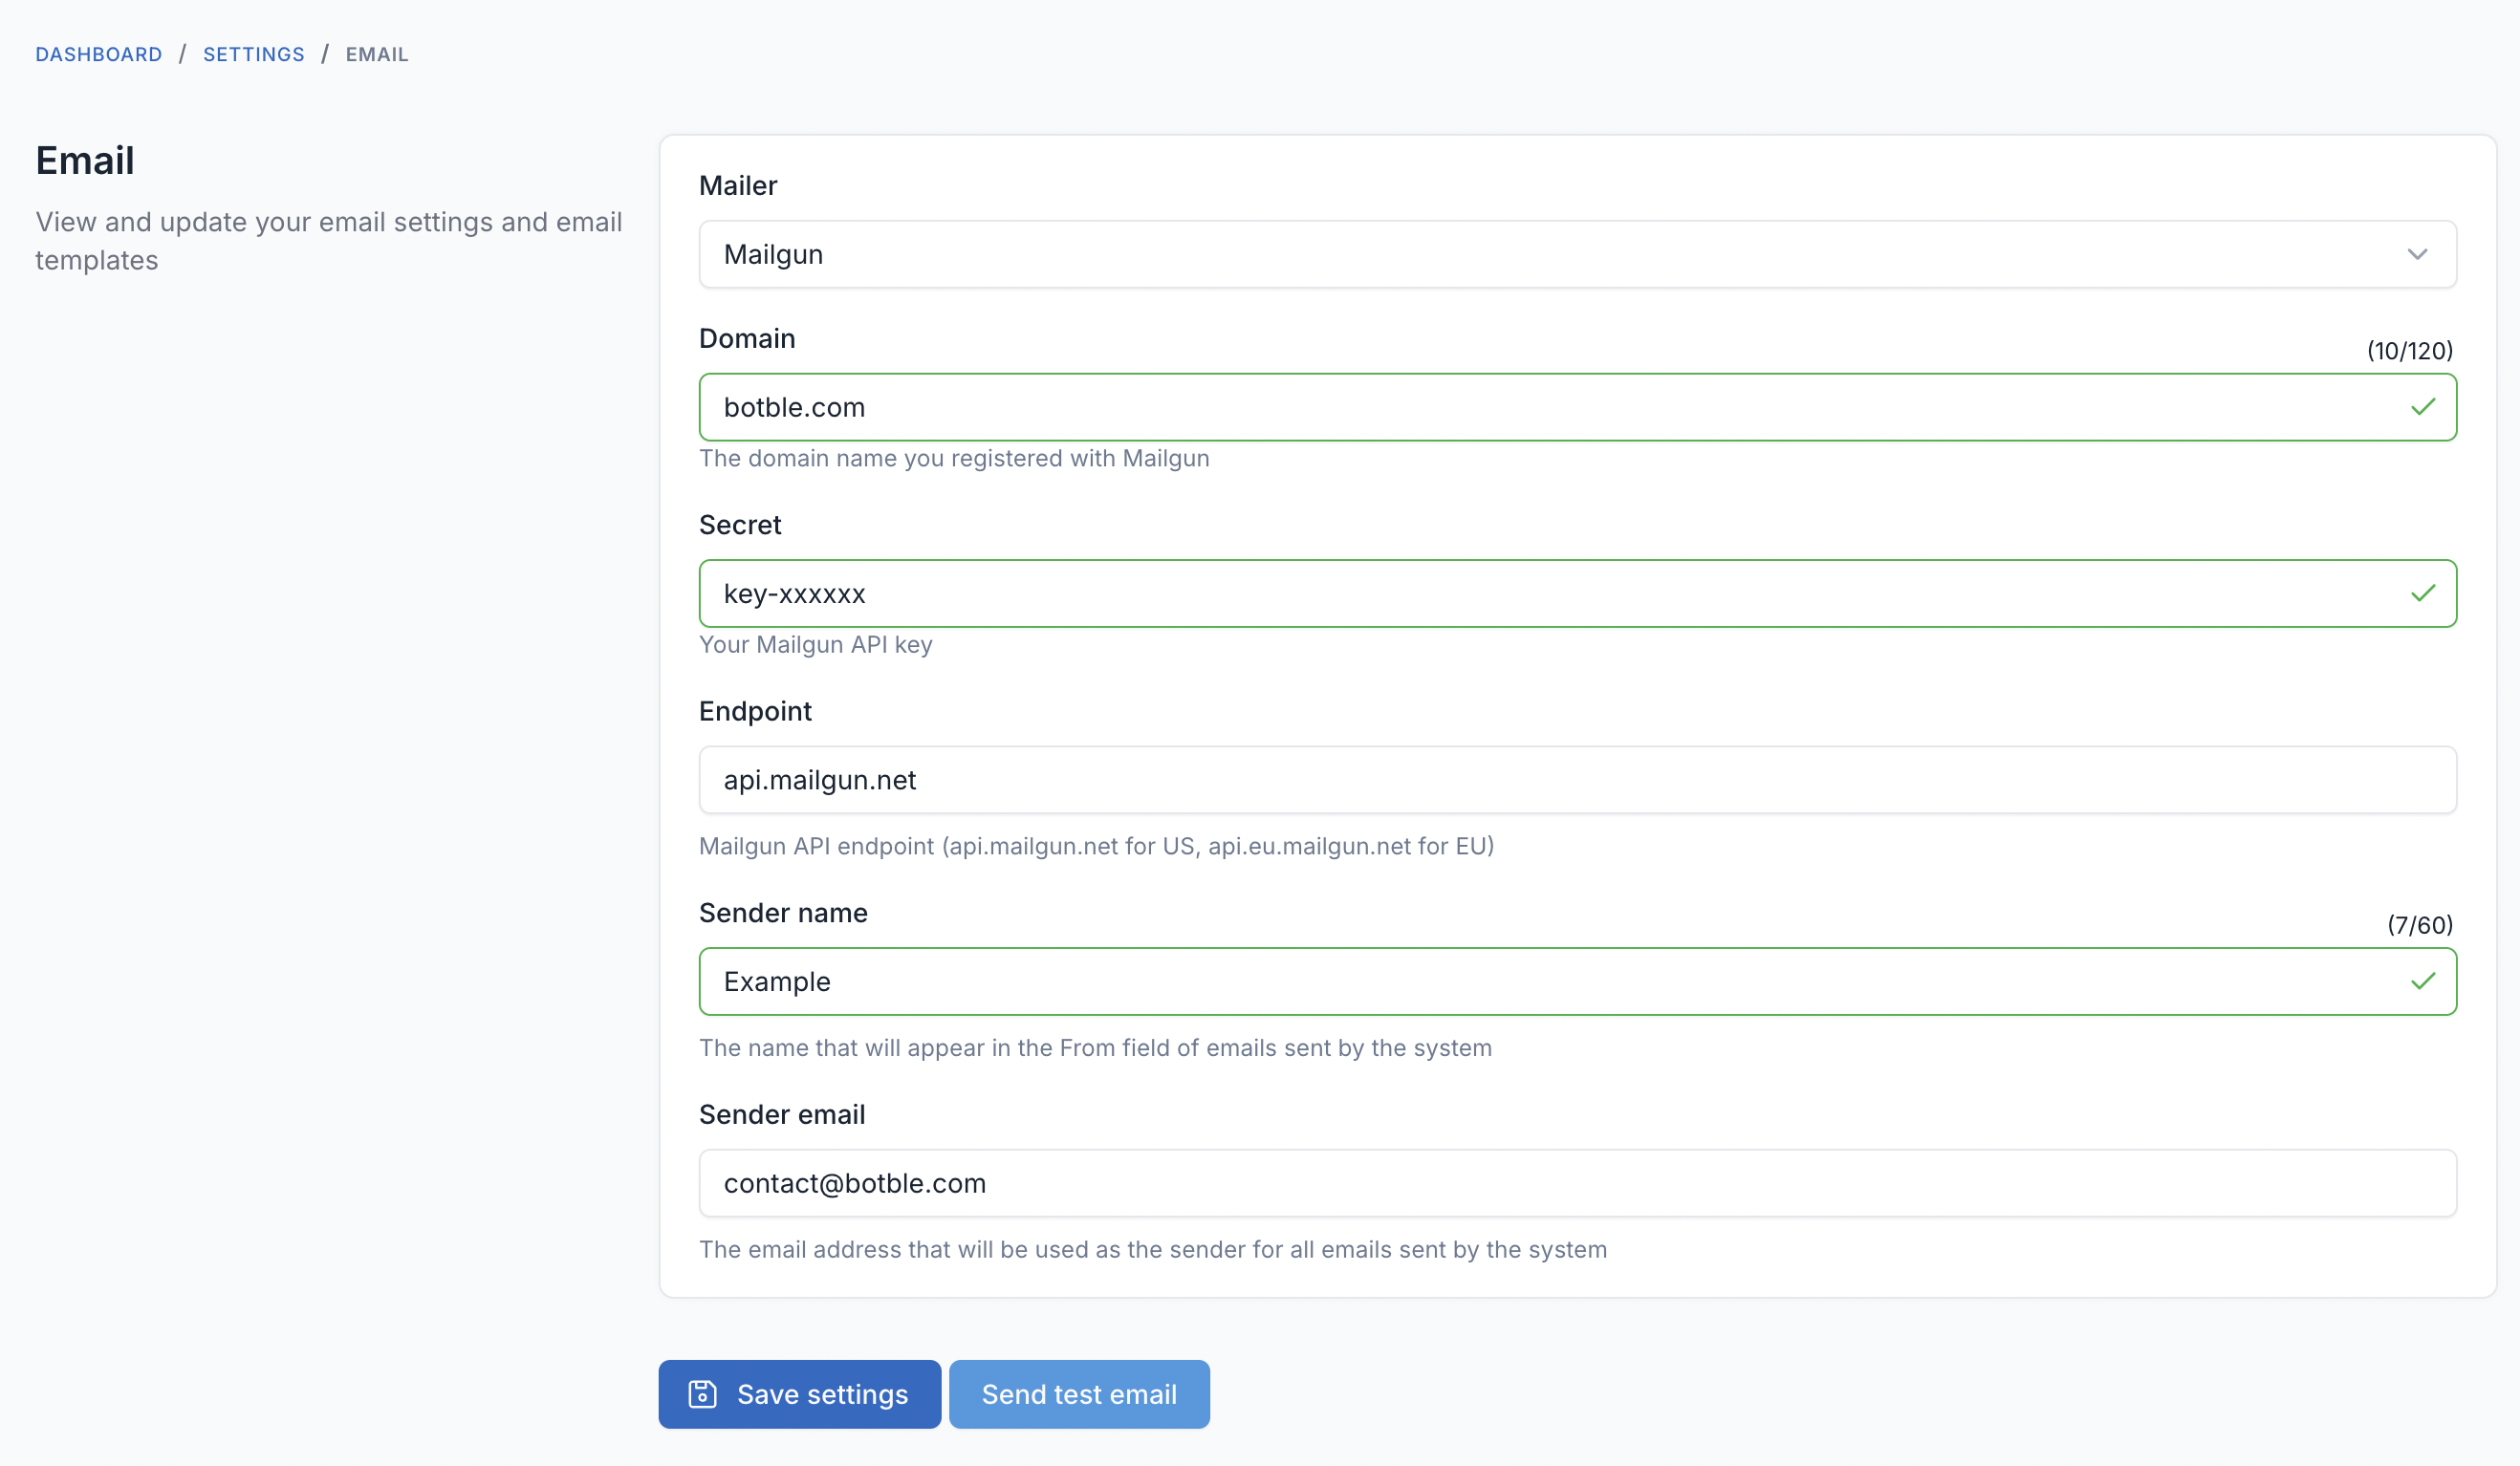 DASHBOARD / SETTINGS / EMAIL
Email
View and update your email settings and email
templates
Mailer
Mailgun
Domain
(10/120)
botble.com
The domain name you registered with Mailgun
Secret
key-xxxxxx
Your Mailgun API key
Endpoint
api.mailgun.net
Mailgun API endpoint (api.mailgun.net for US, api.eu.mailgun.net for EU)
Sender name
(7/60)
Example
The name that will appear in the From field of emails sent by the system
Sender email
contact@botble.com
The email address that will be used as the sender for all emails sent by the system
Save settings
Send test email